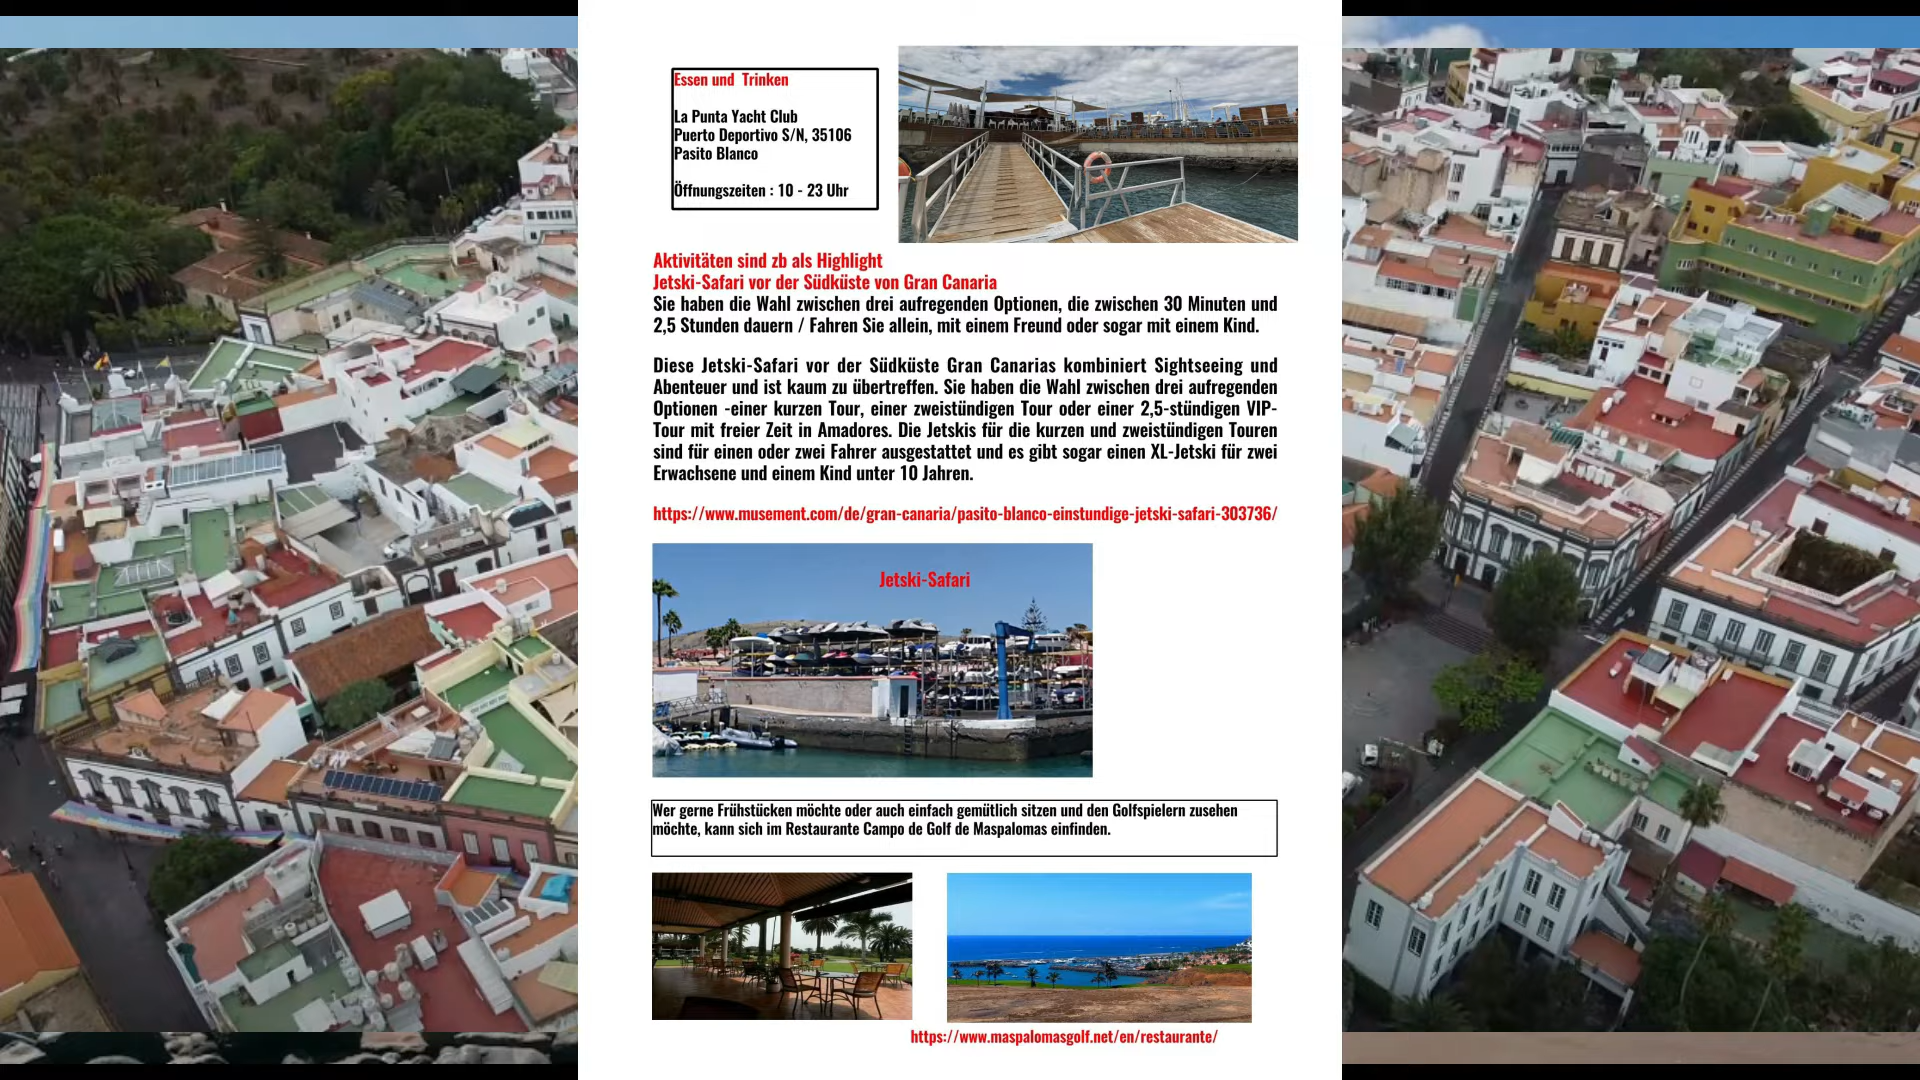 Essen und Trinken
La Punta Yacht Club
Puerto Deportivo S/N, 35106
Pasito Blanco
Öffnungszeiten : 10 - 23 Uhr
Aktivitäten sind zb als Highlight
Jetski-Safari vor der Südküste von Gran Canaria
Sie haben die Wahl zwischen drei aufregenden Optionen, die zwischen 30 Minuten und
2,5 Stunden dauern / Fahren Sie allein, mit einem Freund oder sogar mit einem Kind.
Diese Jetski-Safari vor der Südküste Gran Canarias kombiniert Sightseeing und
Abenteuer und ist kaum zu übertreffen. Sie haben die Wahl zwischen drei aufregenden
Optionen -einer kurzen Tour, einer zweistündigen Tour oder einer 2,5-stündigen VIP-
Tour mit freier Zeit in Amadores. Die Jetskis für die kurzen und zweistündigen Touren
sind für einen oder zwei Fahrer ausgestattet und es gibt sogar einen XL-Jetski für zwei
Erwachsene und einem Kind unter 10 Jahren.
https://www.musement.com/de/gran-canaria/pasito-blanco-einstundige-jetski-safari-303736/
Jetski-Safari
Wer gerne Frühstücken möchte oder auch einfach gemütlich sitzen und den Golfspielern zusehen
möchte, kann sich im Restaurante Campo de Golf de Maspalomas einfinden.
https://www.maspalomasgolf.net/en/restaurante/